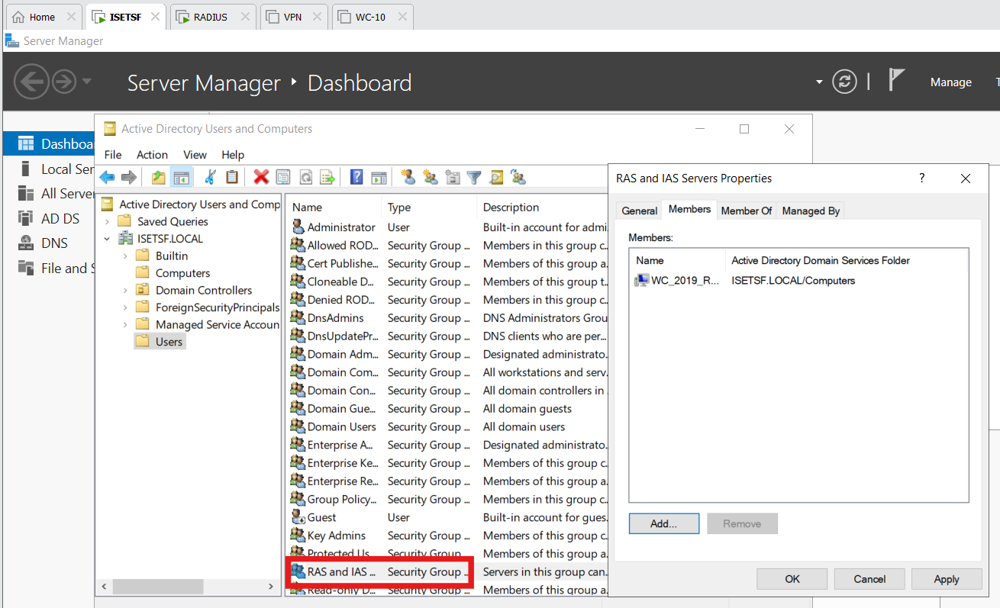 Home
ISETSF
RADIUS
VPN
WC-10
Server Manager
Server Manager ‣ Dashboard
Manage
Dashboa
Local Ser
All Server
AD DS
DNS
File and S
Active Directory Users and Computers
File Action View Help
Active Directory Users and Comp
Saved Queries
ISETSF.LOCAL
Builtin
Computers
Domain Controllers
ForeignSecurityPrincipals
Managed Service Accoun
Users
Name Type Description
Administrator User Built-in account for admi...
Allowed ROD... Security Group ... Members in this group c...
Cert Publishe... Security Group ... Members of this group a...
Cloneable D... Security Group ... Members of this group t...
Denied ROD... Security Group ... Members in this group c...
DnsAdmins Security Group ... DNS Administrators Grou
DnsUpdatePr... Security Group ... DNS clients who are per...
Domain Adm... Security Group ... Designated administrato...
Domain Com... Security Group ... All workstations and serv...
Domain Con... Security Group ... All domain controllers in
Domain Gue... Security Group ... All domain guests
Domain Users Security Group ... All domain users
Enterprise A... Security Group ... Designated administrato...
Enterprise Ke... Security Group ... Members of this group c...
Enterprise Re... Security Group ... Members of this group a...
Group Policy... Security Group ... Members in this group c...
Guest User Built-in account for gues...
Key Admins Security Group ... Members of this group c...
Protected Us... Security Group ... Members of this group a...
RAS and IAS ... Security Group ... Servers in this group can...
Read-only D... Security Group ... Members of this group a...
RAS and IAS Servers Properties
?
General Members Member Of Managed By
Members:
Name Active Directory Domain Services Folder
WC_2019_R... ISETSF.LOCAL/Computers
Add... Remove
OK Cancel Apply